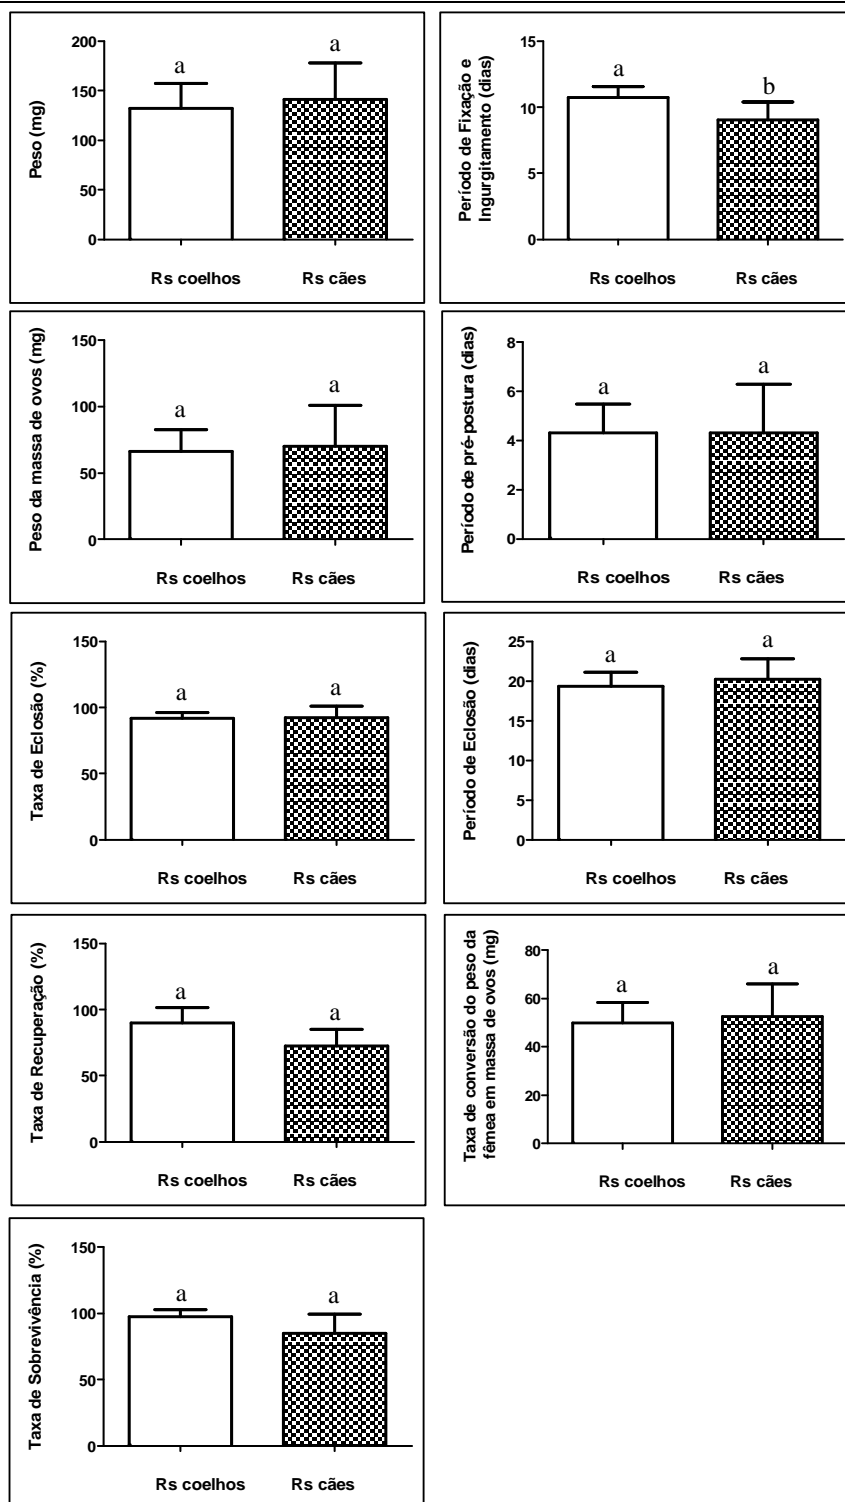 Peso (mg)
200
150
100
50
0
a
a
Rs coelhos
Rs cães
Período de Fixação e
Ingurgitamento (dias)
15
10
5
0
a
b
Rs coelhos
Rs cães
Peso da massa de ovos (mg)
150
100
50
0
a
a
Rs coelhos
Rs cães
Período de pré-postura (dias)
8
6
4
2
0
a
a
Rs coelhos
Rs cães
Taxa de Eclosão (%)
150
100
50
0
a
a
Rs coelhos
Rs cães
Período de Eclosão (dias)
25
20
15
10
5
0
a
a
Rs coelhos
Rs cães
Taxa de Recuperação (%)
150
100
50
0
a
a
Rs coelhos
Rs cães
Taxa de conversão do peso da
fêmea em massa de ovos (mg)
80
60
40
20
0
a
a
Rs coelhos
Rs cães
Taxa de Sobrevivência (%)
150
100
50
0
a
a
Rs coelhos
Rs cães